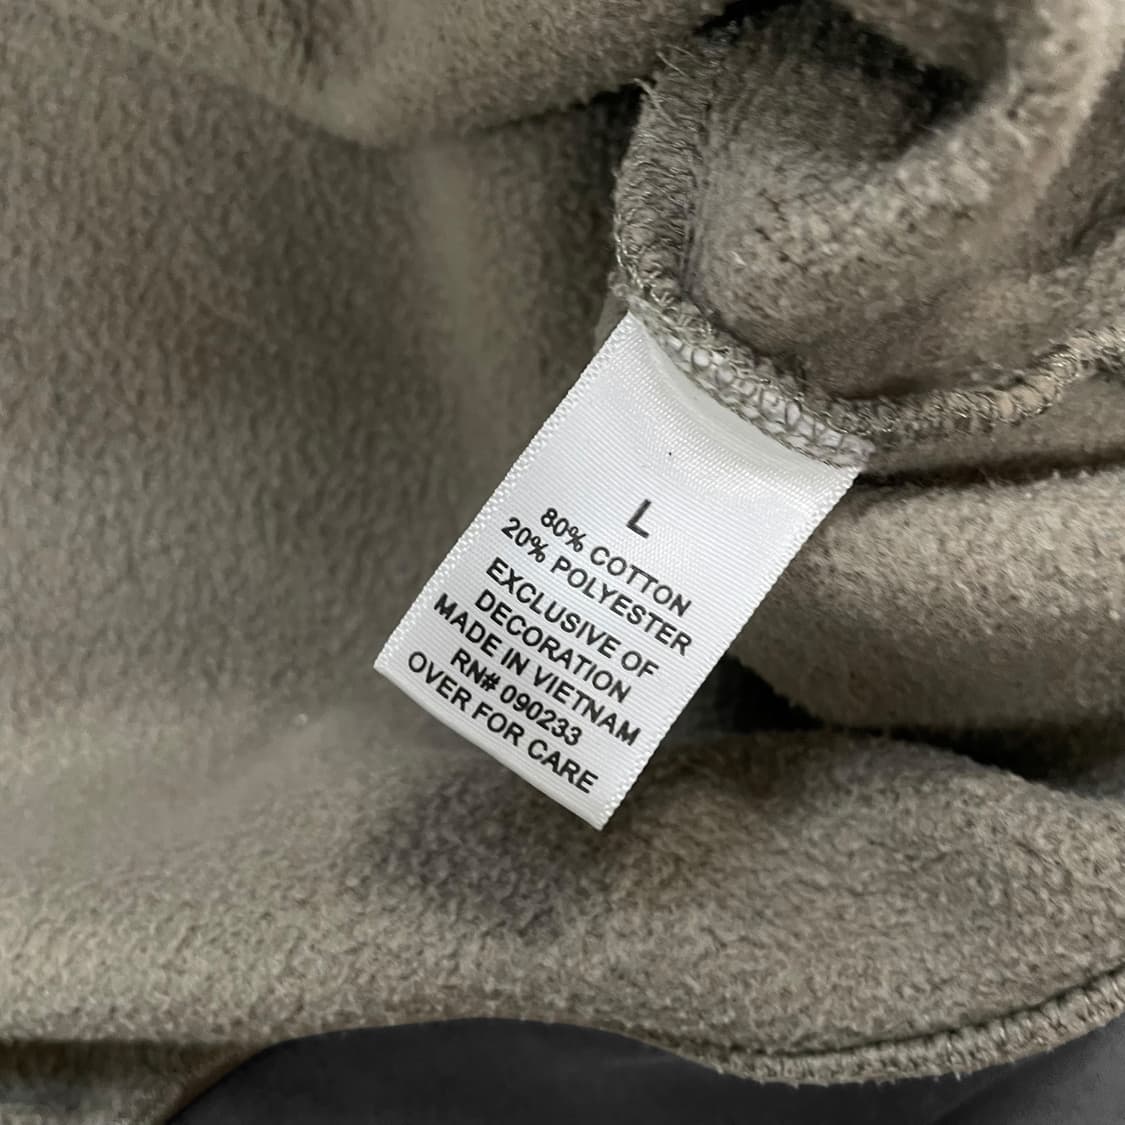 L
80% COTTON
20% POLYESTER
EXCLUSIVE OF
DECORATION
MADE IN VIETNAM
RN# 090233
OVER FOR CARE